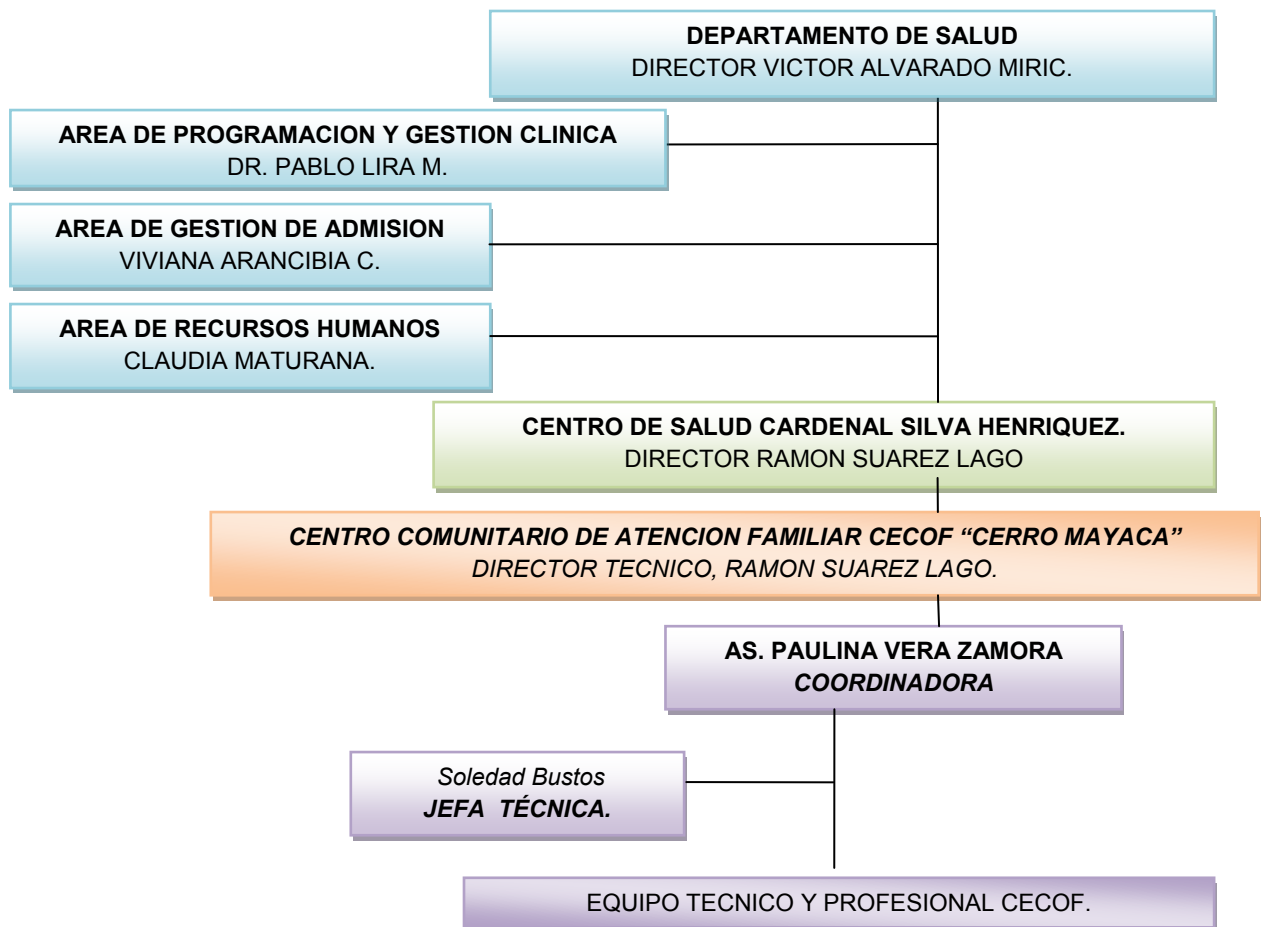 DEPARTAMENTO DE SALUD
DIRECTOR VICTOR ALVARADO MIRIC.
AREA DE PROGRAMACION Y GESTION CLINICA
DR. PABLO LIRA M.
AREA DE GESTION DE ADMISION
VIVIANA ARANCIBIA C.
AREA DE RECURSOS HUMANOS
CLAUDIA MATURANA.
CENTRO DE SALUD CARDENAL SILVA HENRIQUEZ.
DIRECTOR RAMON SUAREZ LAGO
CENTRO COMUNITARIO DE ATENCION FAMILIAR CECOF “CERRO MAYACA”
DIRECTOR TECNICO, RAMON SUAREZ LAGO.
AS. PAULINA VERA ZAMORA
COORDINADORA
Soledad Bustos
JEFA TÉCNICA.
EQUIPO TECNICO Y PROFESIONAL CECOF.